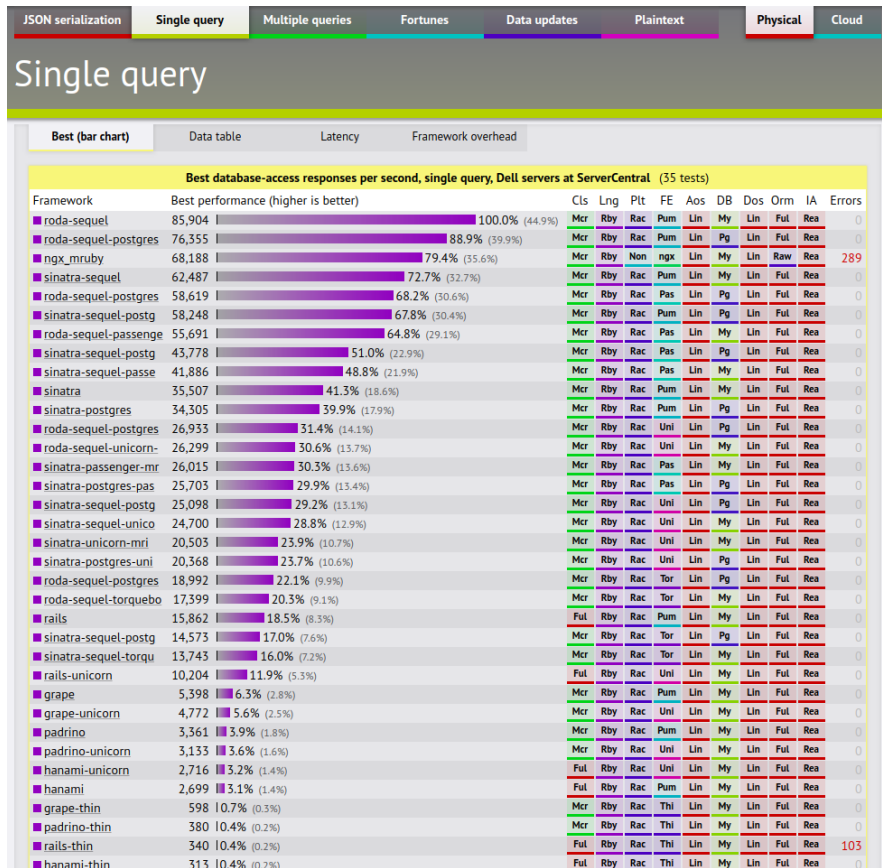 JSON serialization Single query Multiple queries Fortunes Data updates Plaintext Physical Cloud
Single query
Best (bar chart) Data table Latency Framework overhead
Best database-access responses per second, single query, Dell servers at ServerCentral (35 tests)
Framework Best performance (higher is better) Cls Lng Plt FE Aos DB Dos Orm IA Errors
roda-sequel 85,904 100.0% (44.9%) Mcr Rby Rac Pum Lin My Lin Ful Rea 0
roda-sequel-postgres 76,355 88.9% (39.9%) Mcr Rby Rac Pum Lin Pg Lin Ful Rea 0
ngx_mruby 68,188 79.4% (35.6%) Mcr Rby Non ngx Lin My Lin Raw Rea 289
sinatra-sequel 62,487 72.7% (32.7%) Mcr Rby Rac Pum Lin My Lin Ful Rea 0
roda-sequel-postgres 58,619 68.2% (30.6%) Mcr Rby Rac Pas Lin Pg Lin Ful Rea 0
sinatra-sequel-postg 58,248 67.8% (30.4%) Mcr Rby Rac Pum Lin Pg Lin Ful Rea 0
roda-sequel-passenge 55,691 64.8% (29.1%) Mcr Rby Rac Pas Lin My Lin Ful Rea 0
sinatra-sequel-postg 43,778 51.0% (22.9%) Mcr Rby Rac Pas Lin Pg Lin Ful Rea 0
sinatra-sequel-passe 41,886 48.8% (21.9%) Mcr Rby Rac Pas Lin My Lin Ful Rea 0
sinatra 35,507 41.3% (18.6%) Mcr Rby Rac Pum Lin My Lin Ful Rea 0
sinatra-postgres 34,305 39.9% (17.9%) Mcr Rby Rac Pum Lin Pg Lin Ful Rea 0
roda-sequel-postgres 26,933 31.4% (14.1%) Mcr Rby Rac Uni Lin Pg Lin Ful Rea 0
roda-sequel-unicorn- 26,299 30.6% (13.7%) Mcr Rby Rac Uni Lin My Lin Ful Rea 0
sinatra-passenger-mr 26,015 30.3% (13.6%) Mcr Rby Rac Pas Lin My Lin Ful Rea 0
sinatra-postgres-pas 25,703 29.9% (13.4%) Mcr Rby Rac Pas Lin Pg Lin Ful Rea 0
sinatra-sequel-postg 25,098 29.2% (13.1%) Mcr Rby Rac Uni Lin Pg Lin Ful Rea 0
sinatra-sequel-unico 24,700 28.8% (12.9%) Mcr Rby Rac Uni Lin My Lin Ful Rea 0
sinatra-unicorn-mri 20,503 23.9% (10.7%) Mcr Rby Rac Uni Lin My Lin Ful Rea 0
sinatra-postgres-uni 20,368 23.7% (10.6%) Mcr Rby Rac Uni Lin Pg Lin Ful Rea 0
roda-sequel-postgres 18,992 22.1% (9.9%) Mcr Rby Rac Tor Lin Pg Lin Ful Rea 0
roda-sequel-torquebo 17,399 20.3% (9.1%) Mcr Rby Rac Tor Lin My Lin Ful Rea 0
rails 15,862 18.5% (8.3%) Ful Rby Rac Pum Lin My Lin Ful Rea 0
sinatra-sequel-postg 14,573 17.0% (7.6%) Mcr Rby Rac Tor Lin Pg Lin Ful Rea 0
sinatra-sequel-torqu 13,743 16.0% (7.2%) Mcr Rby Rac Tor Lin My Lin Ful Rea 0
rails-unicorn 10,204 11.9% (5.3%) Ful Rby Rac Uni Lin My Lin Ful Rea 0
grape 5,398 6.3% (2.8%) Mcr Rby Rac Pum Lin My Lin Ful Rea 0
grape-unicorn 4,772 5.6% (2.5%) Mcr Rby Rac Uni Lin My Lin Ful Rea 0
padrino 3,361 3.9% (1.8%) Mcr Rby Rac Pum Lin My Lin Ful Rea 0
padrino-unicorn 3,133 3.6% (1.6%) Mcr Rby Rac Uni Lin My Lin Ful Rea 0
hanami-unicorn 2,716 3.2% (1.4%) Ful Rby Rac Uni Lin My Lin Ful Rea 0
hanami 2,699 3.1% (1.4%) Ful Rby Rac Pum Lin My Lin Ful Rea 0
grape-thin 598 0.7% (0.3%) Mcr Rby Rac Thi Lin My Lin Ful Rea 0
padrino-thin 380 0.4% (0.2%) Mcr Rby Rac Thi Lin My Lin Ful Rea 0
rails-thin 340 0.4% (0.2%) Ful Rby Rac Thi Lin My Lin Ful Rea 103
hanami-thin 313 0.4% (0.2%) Ful Rby Rac Thi Lin My Lin Ful Rea 0